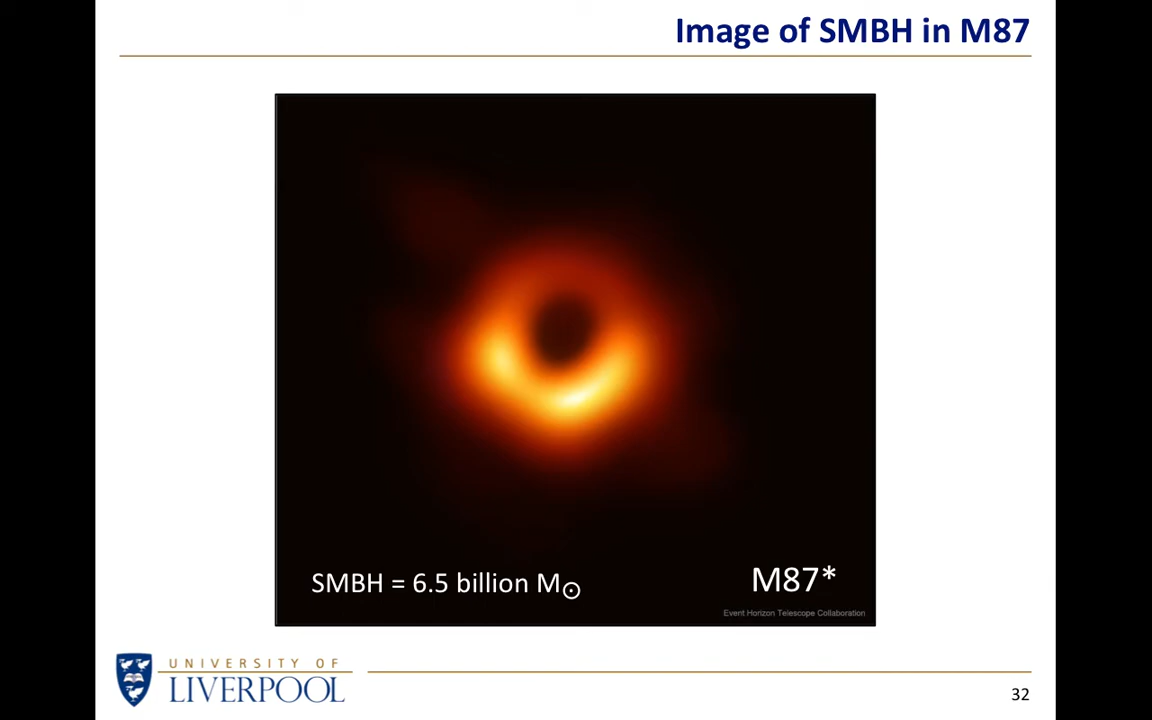 Image of SMBH in M87
SMBH = 6.5 billion M☉
M87*
Event Horizon Telescope Collaboration
UNIVERSITY OF
LIVERPOOL
32